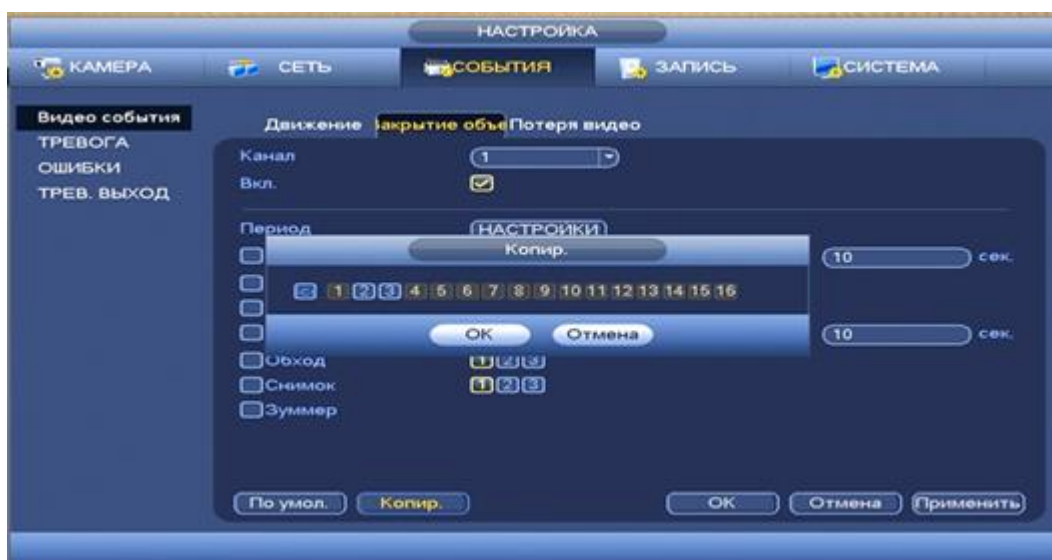 НАСТРОЙКА
КАМЕРА СЕТЬ СОБЫТИЯ ЗАПИСЬ СИСТЕМА
Видео события
ТРЕВОГА
ОШИБКИ
ТРЕВ. ВЫХОД
Движение Закрытие объе Потеря видео
Канал 1
Вкл.
Период НАСТРОЙКИ
Копир.
10 сек.
1 2 3 4 5 6 7 8 9 10 11 12 13 14 15 16
ОК Отмена
10 сек.
Обход 1 2 3
Снимок 1 2 3
Зуммер
По умол. Копир. ОК Отмена Применить